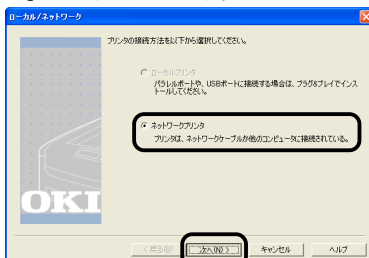 ローカル/ネットワーク
プリンタの接続方法を以下から選択してください。
ローカルプリンタ
パラレルポートや、USBポートに接続する場合は、プラグ&プレイでインス
トールしてください。
ネットワークプリンタ
プリンタは、ネットワークケーブルか他のコンピュータに接続されている。
OKI
< 戻る(B)
次へ(N) >
キャンセル
ヘルプ